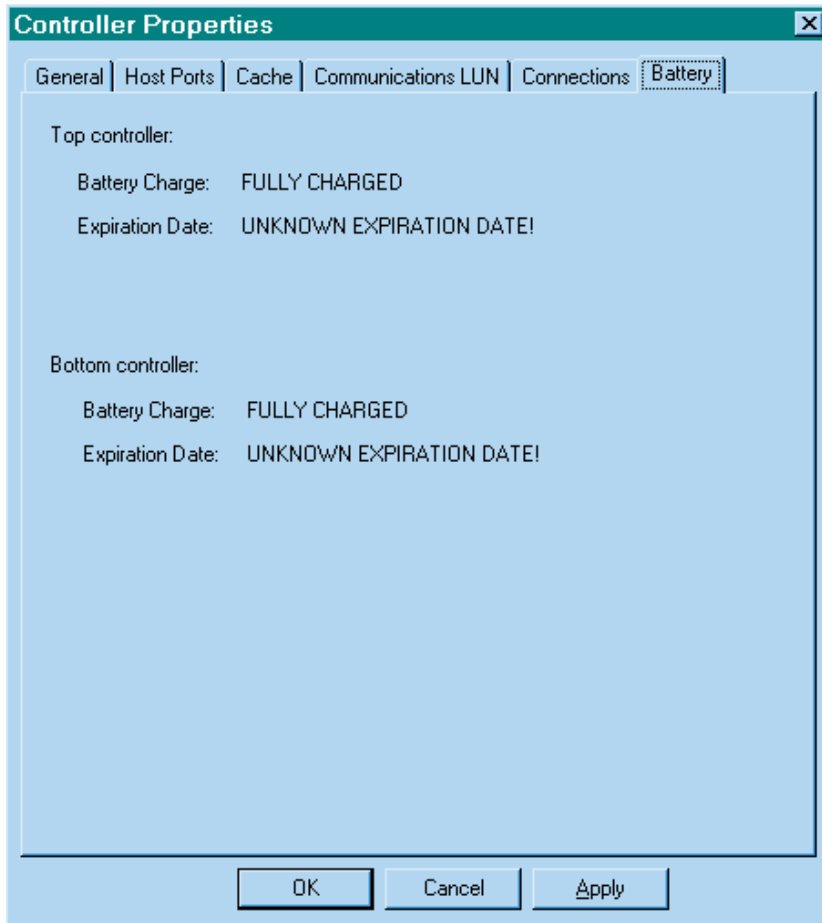 Controller Properties
General Host Ports Cache Communications LUN Connections Battery
Top controller:
Battery Charge: FULLY CHARGED
Expiration Date: UNKNOWN EXPIRATION DATE!
Bottom controller:
Battery Charge: FULLY CHARGED
Expiration Date: UNKNOWN EXPIRATION DATE!
OK Cancel Apply